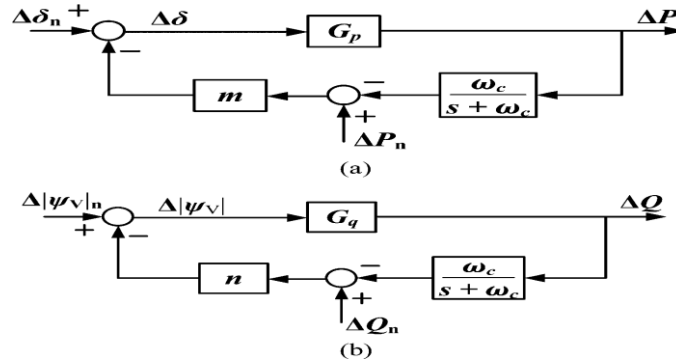 Δδn + Δδ Gp ΔP
−
m − ωc / s + ωc
+
ΔPn
(a)
Δ|ψV|n Δ|ψV| Gq ΔQ
+ −
n − ωc / s + ωc
+
ΔQn
(b)